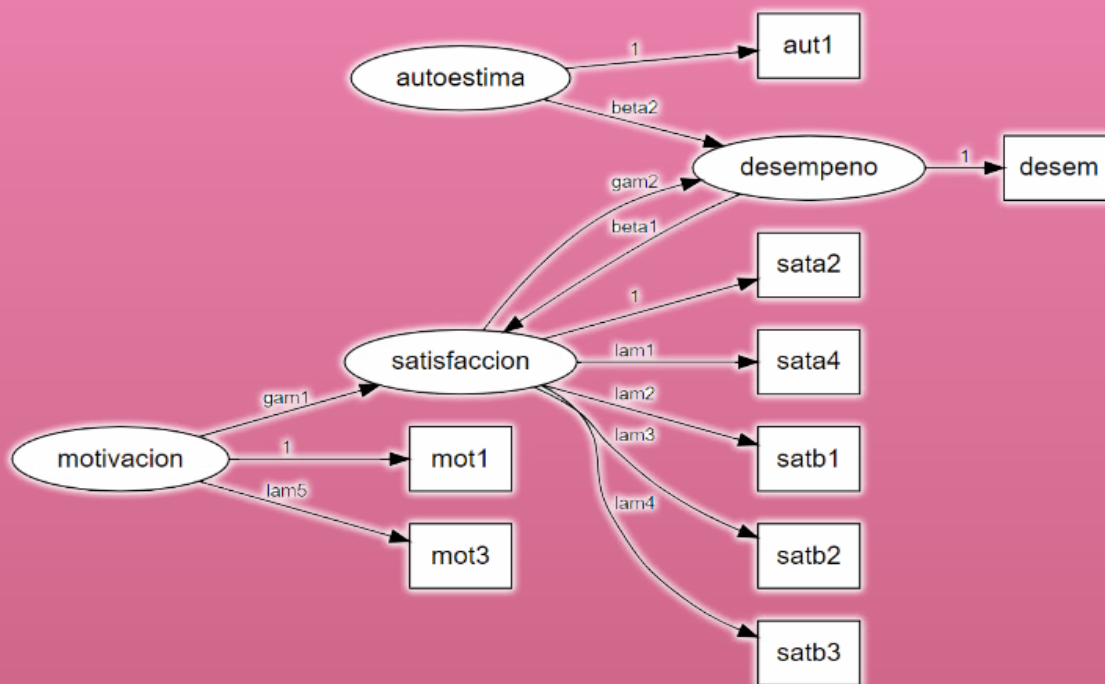 1
aut1
autoestima
beta2
desempeno
1
desem
gam2
beta1
sata2
1
satisfaccion
lam1
sata4
lam2
gam1
lam3
satb1
motivacion
1
mot1
lam5
lam4
satb2
mot3
satb3